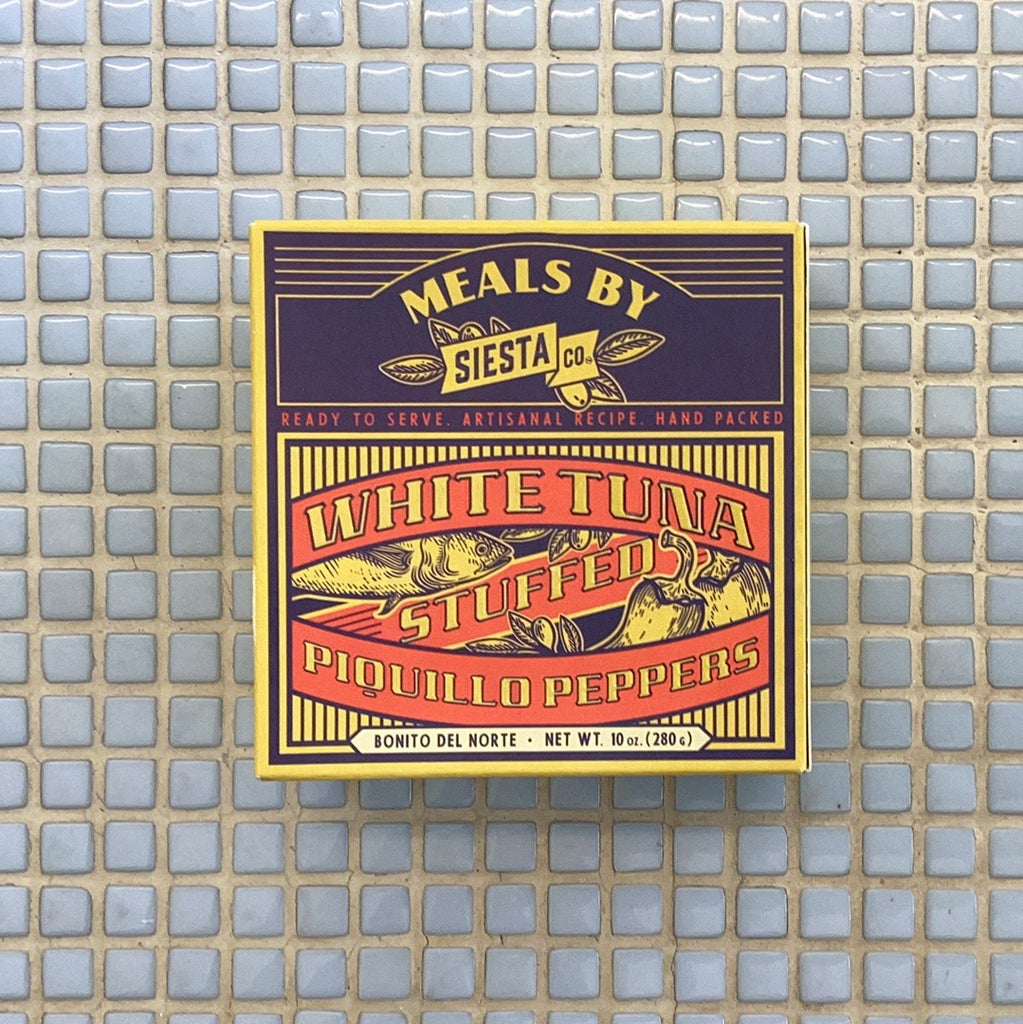 MEALS BY
SIESTA CO
READY TO SERVE. ARTISANAL RECIPE. HAND PACKED
WHITE TUNA
STUFFED
PIQUILLO PEPPERS
BONITO DEL NORTE · NET WT. 10 oz. (280 G)